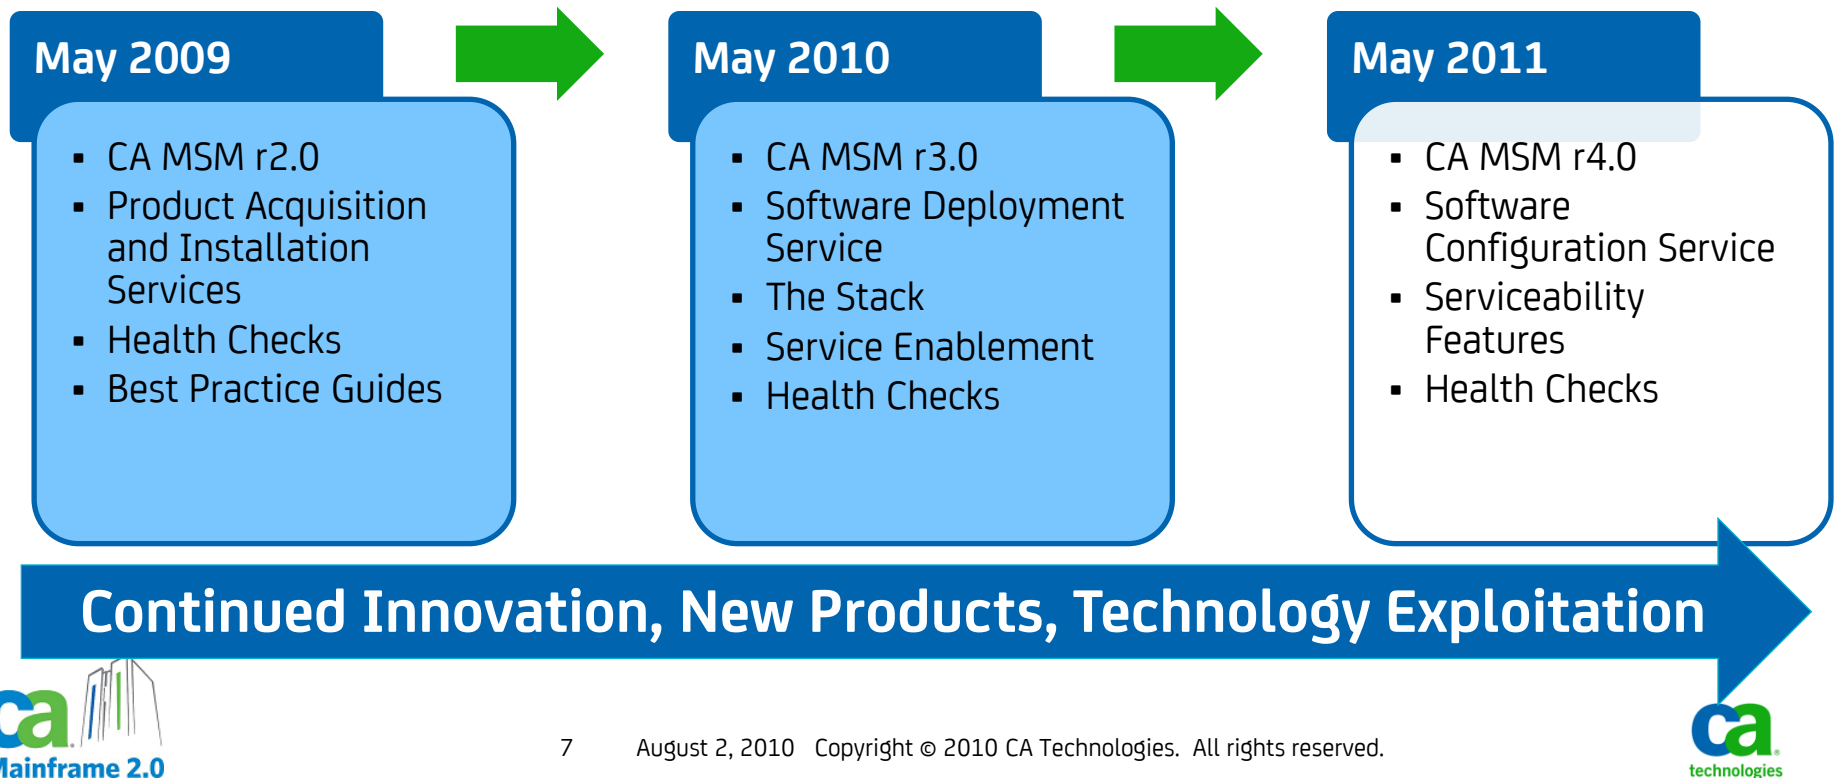 May 2009
▪ CA MSM r2.0
▪ Product Acquisition
and Installation
Services
▪ Health Checks
▪ Best Practice Guides
May 2010
▪ CA MSM r3.0
▪ Software Deployment
Service
▪ The Stack
▪ Service Enablement
▪ Health Checks
May 2011
▪ CA MSM r4.0
▪ Software
Configuration Service
▪ Serviceability
Features
▪ Health Checks
Continued Innovation, New Products, Technology Exploitation
ca
Mainframe 2.0
7 August 2, 2010 Copyright © 2010 CA Technologies. All rights reserved.
ca
technologies